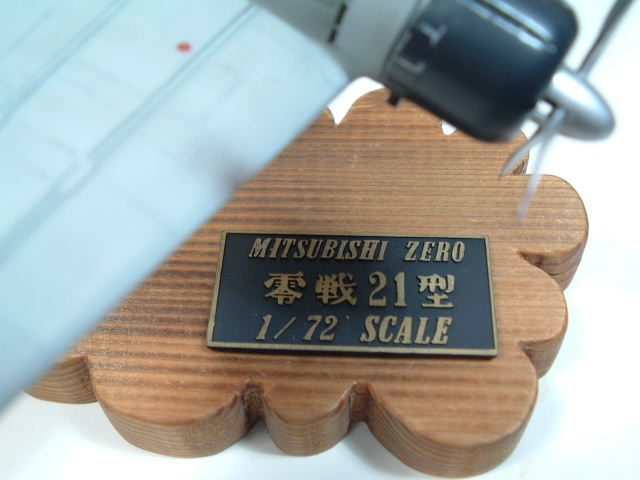 MITSUBISHI ZERO
零戦21型
1/72 SCALE